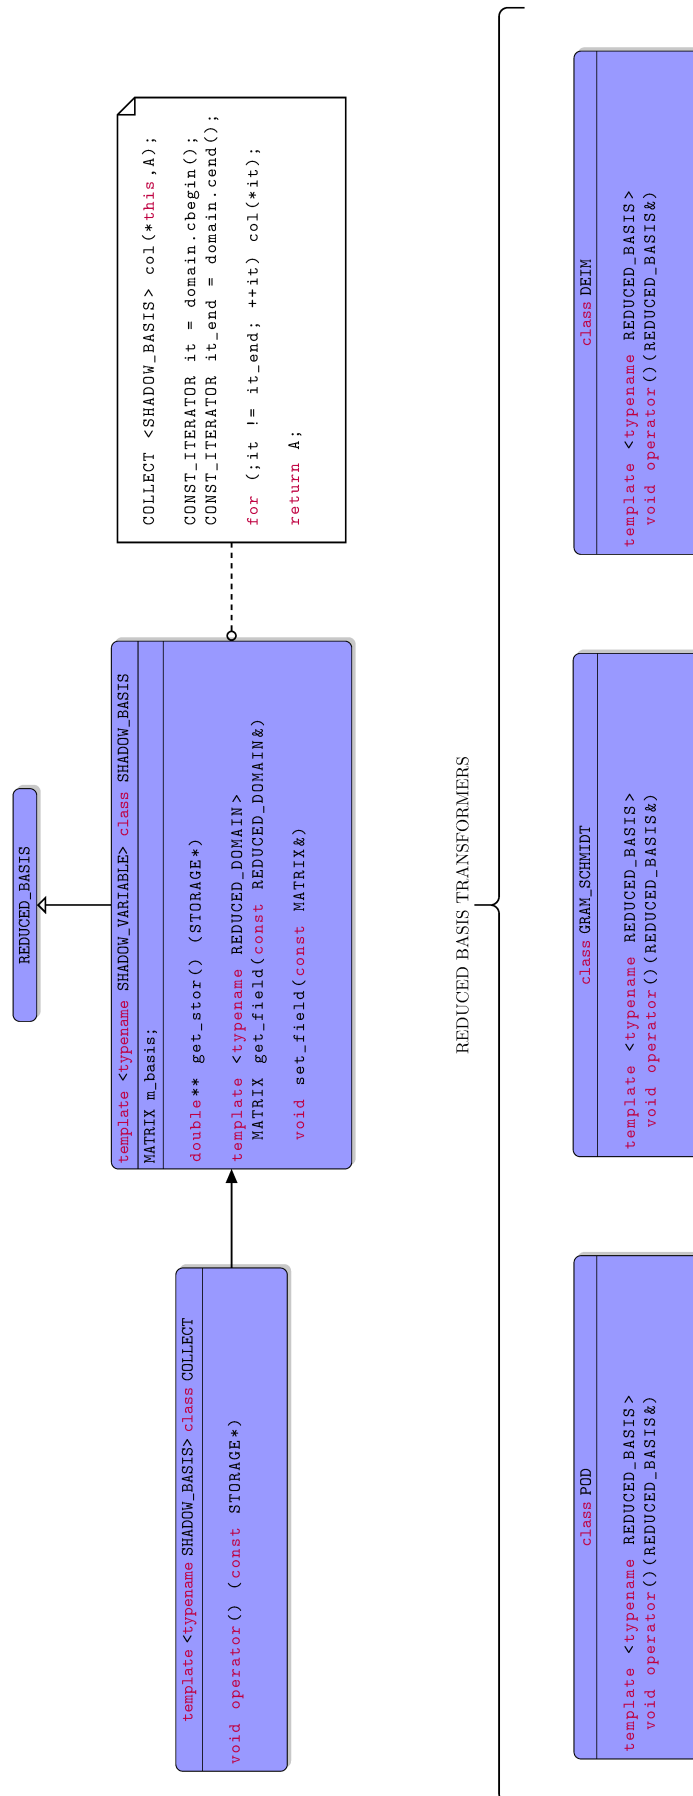 REDUCED_BASIS
template <typename SHADOW_BASIS> class COLLECT
void operator() (const STORAGE*)
template <typename SHADOW_VARIABLE> class SHADOW_BASIS
MATRIX m_basis;
double** get_stor() (STORAGE*)
template <typename REDUCED_DOMAIN>
MATRIX get_field(const REDUCED_DOMAIN&)
void set_field(const MATRIX&)
COLLECT <SHADOW_BASIS> col(*this,A);
CONST_ITERATOR it = domain.cbegin();
CONST_ITERATOR it_end = domain.cend();
for (;it != it_end; ++it) col(*it);
return A;
REDUCED BASIS TRANSFORMERS
class POD
template <typename REDUCED_BASIS>
void operator()(REDUCED_BASIS&)
class GRAM_SCHMIDT
template <typename REDUCED_BASIS>
void operator()(REDUCED_BASIS&)
class DEIM
template <typename REDUCED_BASIS>
void operator()(REDUCED_BASIS&)